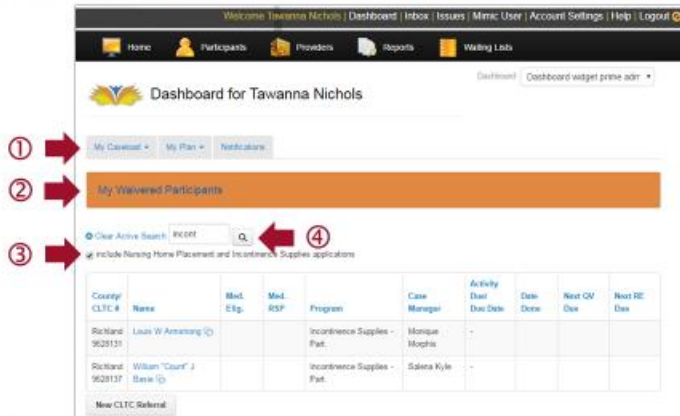 Welcome Tawanna Nichols | Dashboard | Inbox | Issues | Mimic User | Account Settings | Help | Logout
Home Participants Providers Reports Waiting Lists
Dashboard Dashboard widget prime adm
Dashboard for Tawanna Nichols
① My Caseload My Plan Notifications
② My Waivered Participants
Clear Active Search incont ④
③ include Nursing Home Placement and Incontinence Supplies applications
County/ CLTC # Name Med. Elig. Med. RSP Program Case Manager Activity Due/ Due Date Date Done Next QV Due Next RE Due
Richland 9628131 Louis W Armstrong Incontinence Supplies - Part. Monique Morphis -
Richland 9628137 William "Count" J Basie Incontinence Supplies - Part. Salena Kyle -
New CLTC Referral